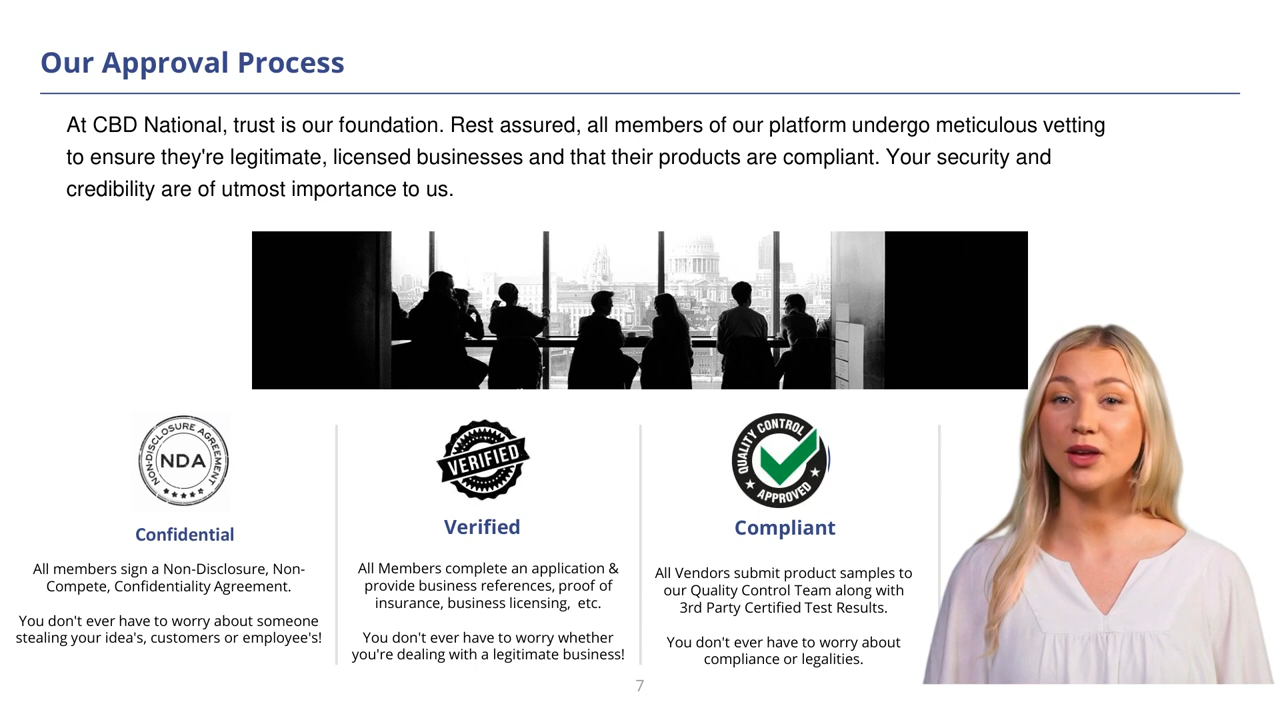 Our Approval Process
At CBD National, trust is our foundation. Rest assured, all members of our platform undergo meticulous vetting
to ensure they're legitimate, licensed businesses and that their products are compliant. Your security and
credibility are of utmost importance to us.
NON-DISCLOSURE AGREEMENT
NDA
Confidential
All members sign a Non-Disclosure, Non-
Compete, Confidentiality Agreement.
You don't ever have to worry about someone
stealing your idea's, customers or employee's!
VERIFIED
Verified
All Members complete an application &
provide business references, proof of
insurance, business licensing,  etc.
You don't ever have to worry whether
you're dealing with a legitimate business!
QUALITY CONTROL
APPROVED
Compliant
All Vendors submit product samples to
our Quality Control Team along with
3rd Party Certified Test Results.
You don't ever have to worry about
compliance or legalities.
7